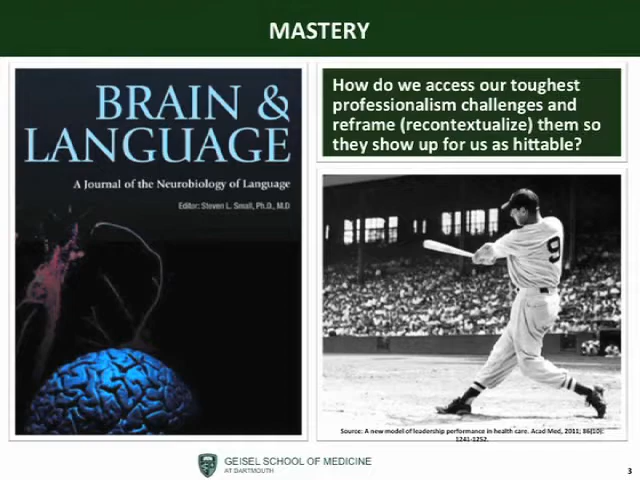 MASTERY
BRAIN &
LANGUAGE
A Journal of the Neurobiology of Language
Editor: Steven L. Small, Ph.D., M.D
How do we access our toughest
professionalism challenges and
reframe (recontextualize) them so
they show up for us as hittable?
9
Source: A new model of leadership performance in health care. Acad Med, 2011; 86(10):
1241-1252.
GEISEL SCHOOL OF MEDICINE
AT DARTMOUTH
3